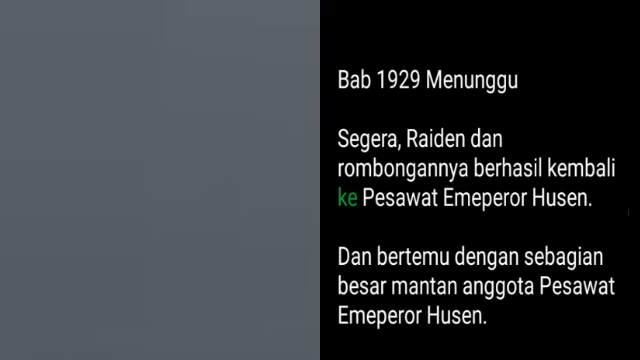 Bab 1929 Menunggu
Segera, Raiden dan
rombongannya berhasil kembali
ke Pesawat Emeperor Husen.
Dan bertemu dengan sebagian
besar mantan anggota Pesawat
Emeperor Husen.